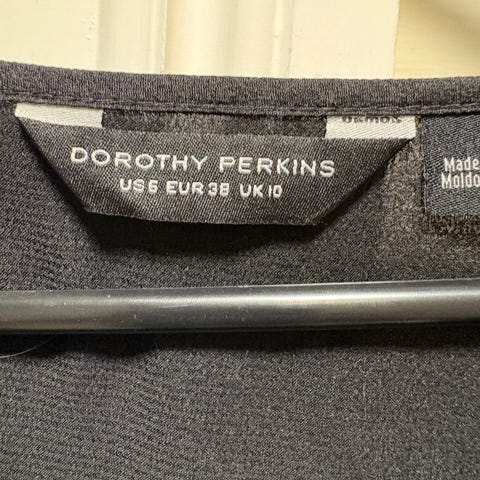 DOROTHY PERKINS
US6 EUR38 UK10
Made
Moldo